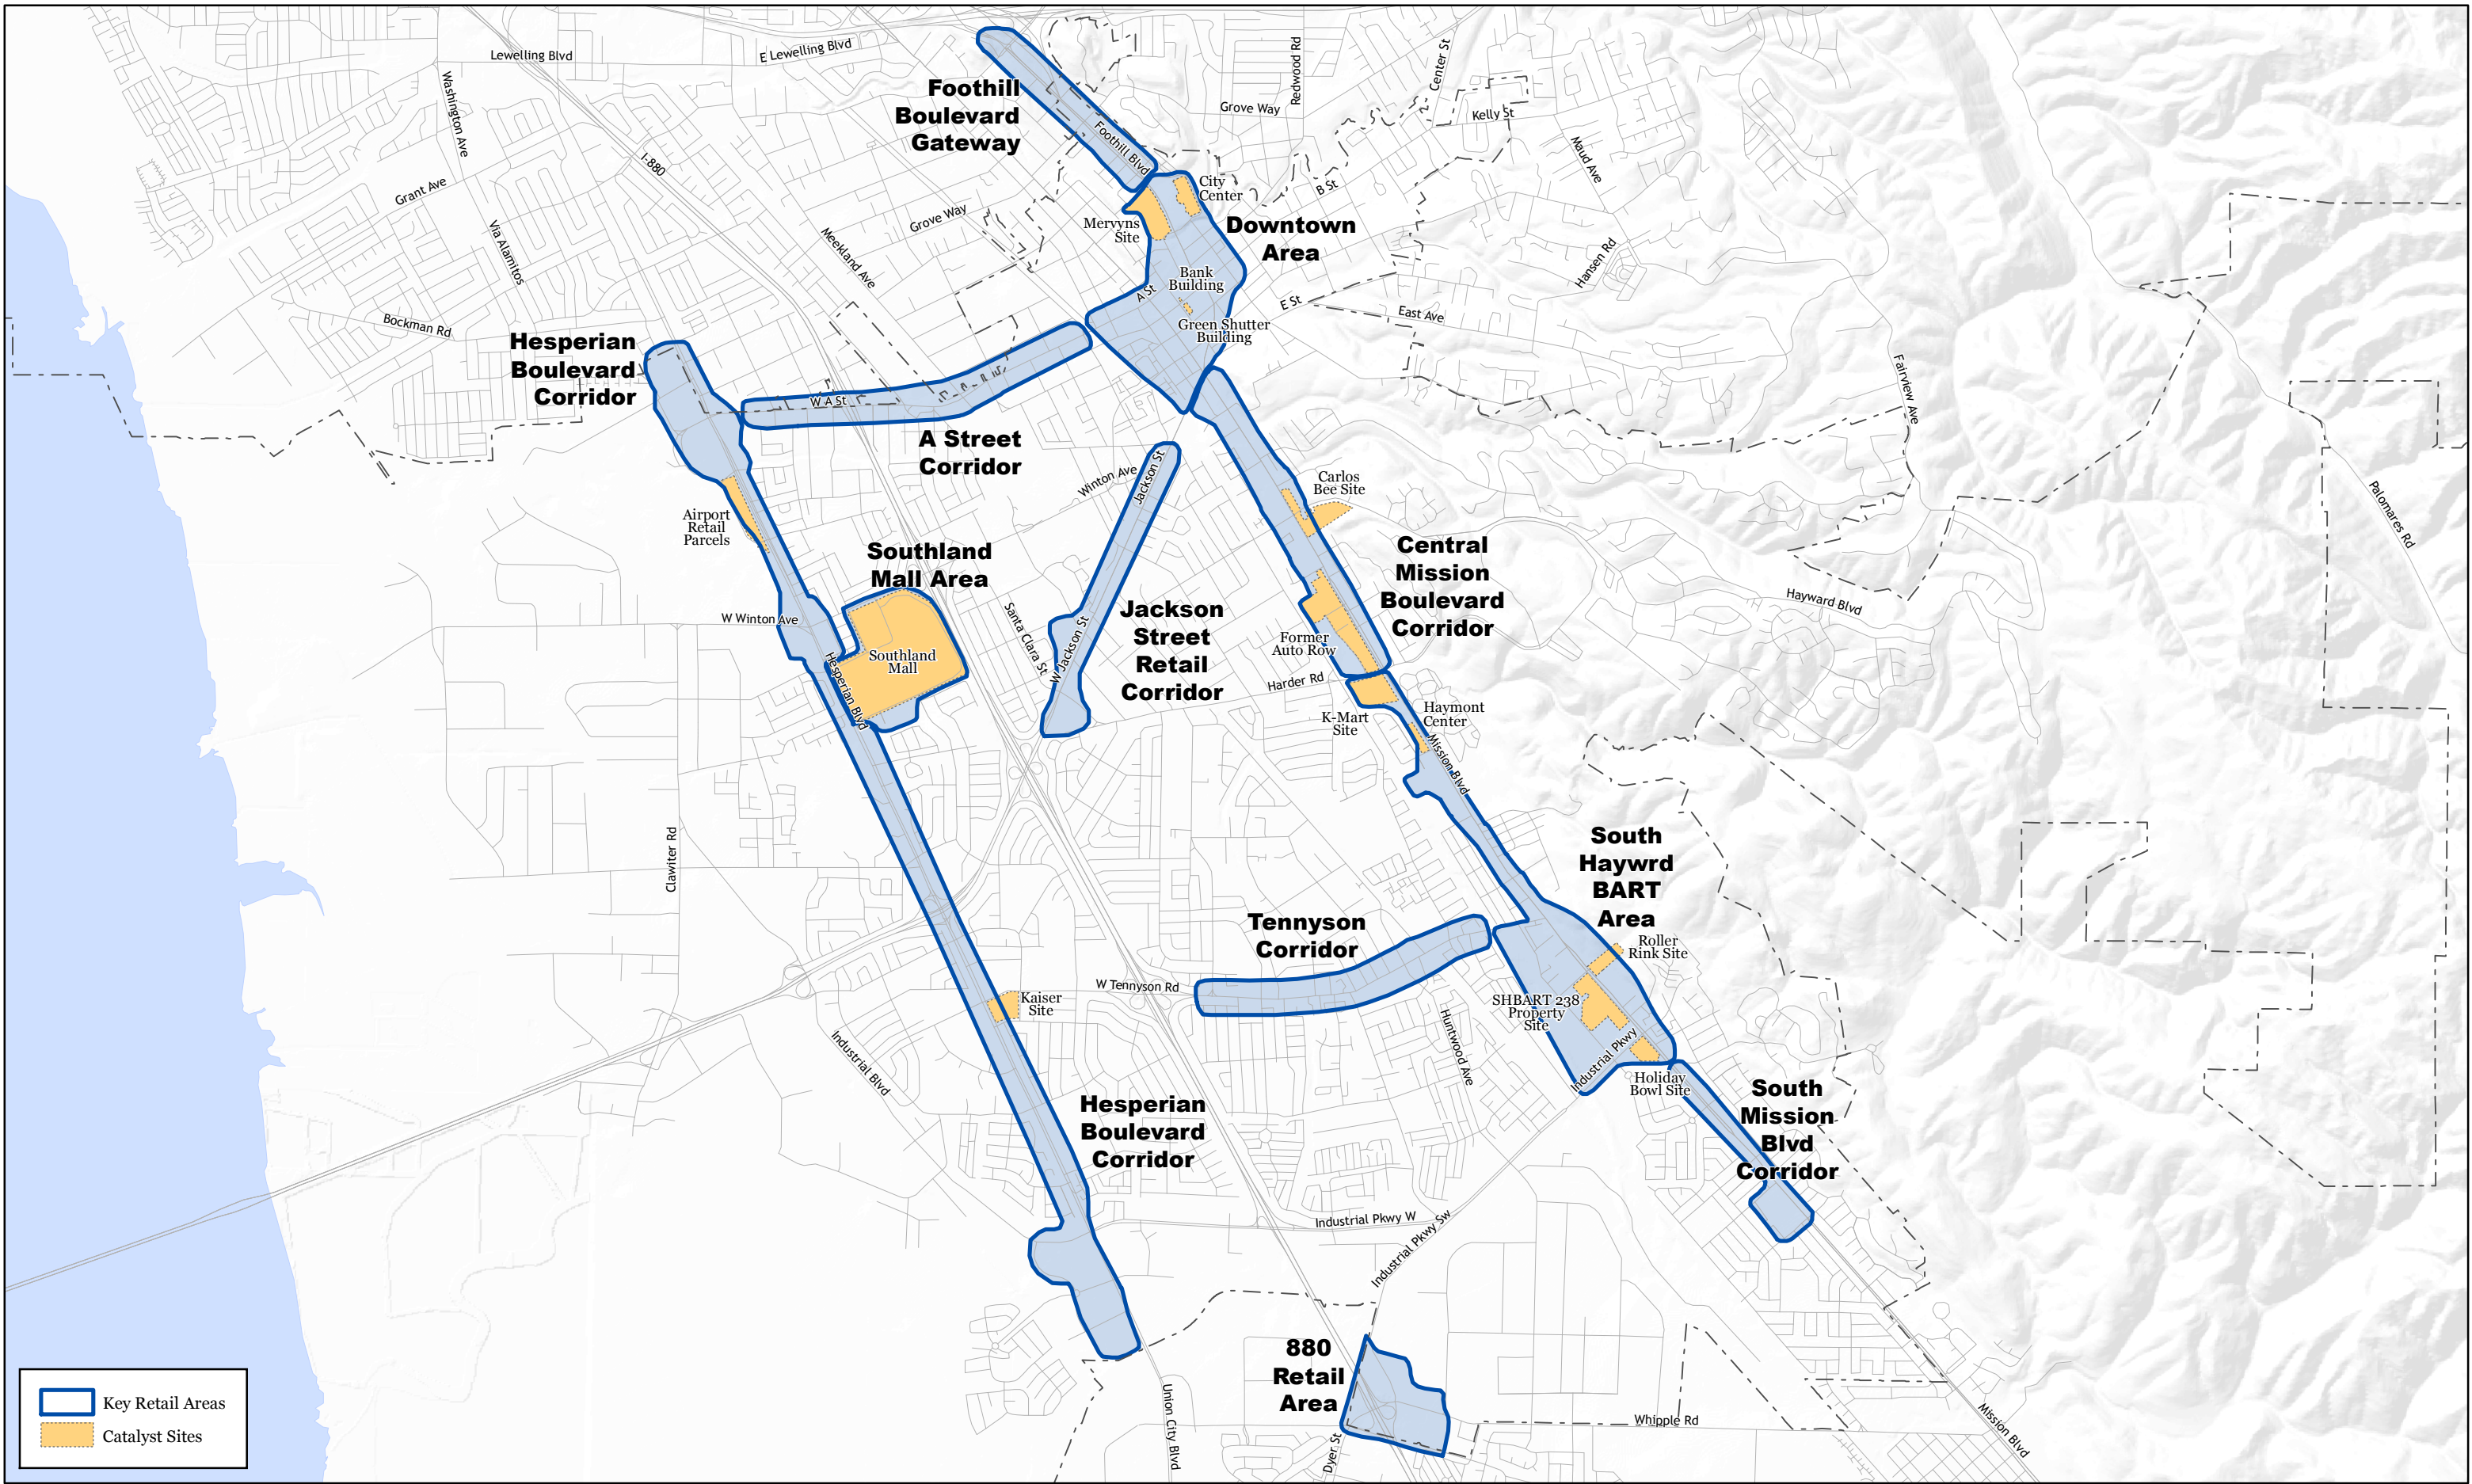 Lewelling Blvd
E Lewelling Blvd
Washington Ave
I-880
Grant Ave
Via Alamitos
Meekland Ave
Grove Way
Bockman Rd
Foothill
Boulevard
Gateway
Foothill Blvd
Redwood Rd
Grove Way
Center St
Kelly St
Maud Ave
B St
City
Center
Mervyns
Site
Downtown
Area
Bank
Building
A St
Green Shutter
Building
E St
East Ave
Hansen Rd
Fairview Ave
Palomares Rd
Hesperian
Boulevard
Corridor
W A St
A Street
Corridor
Winton Ave
Jackson St
Airport
Retail
Parcels
Southland
Mall Area
W Winton Ave
Southland
Mall
Hesperian Blvd
Santa Clara St
W Jackson St
Jackson
Street
Retail
Corridor
Carlos
Bee Site
Central
Mission
Boulevard
Corridor
Former
Auto Row
Hayward Blvd
Harder Rd
K-Mart
Site
Haymont
Center
Mission Blvd
Clawiter Rd
South
Haywrd
BART
Area
Roller
Rink Site
Tennyson
Corridor
W Tennyson Rd
Kaiser
Site
SHBART 238
Property
Site
Huntwood Ave
Industrial Pkwy
Industrial Blvd
Holiday
Bowl Site
South
Mission
Blvd
Corridor
Hesperian
Boulevard
Corridor
Industrial Pkwy W
Industrial Pkwy Sw
880
Retail
Area
Union City Blvd
Dyer St
Whipple Rd
Mission Blvd
Key Retail Areas
Catalyst Sites